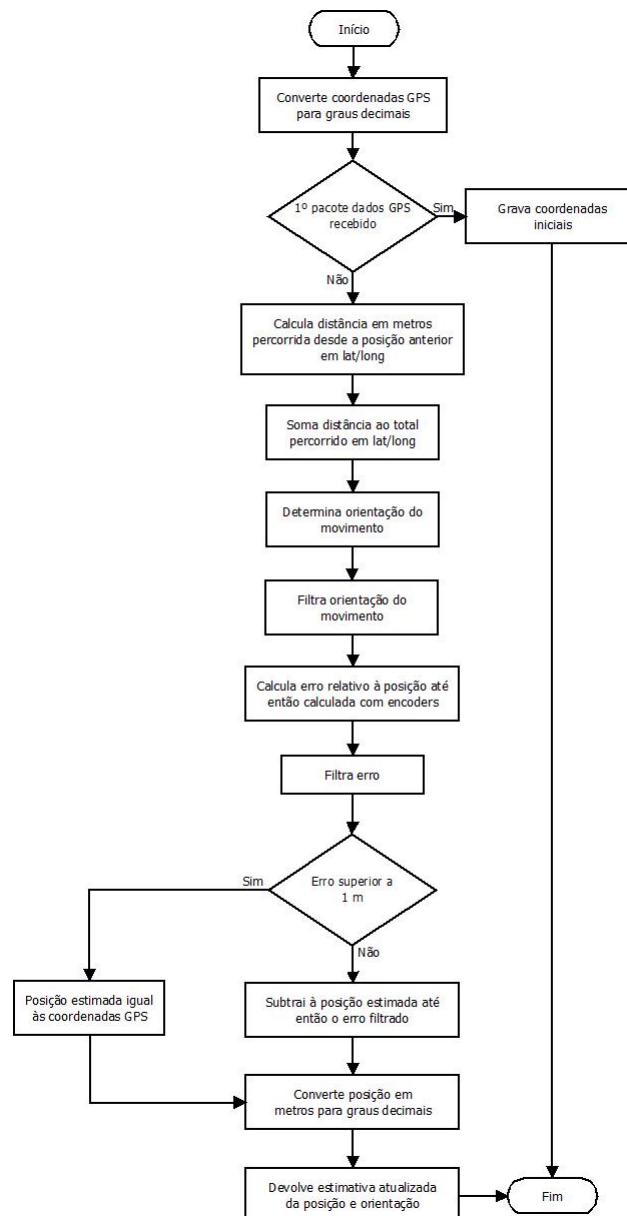 Início
Converte coordenadas GPS
para graus decimais
1º pacote dados GPS
recebido
Sim
Grava coordenadas
iniciais
Não
Calcula distância em metros
percorrida desde a posição anterior
em lat/long
Soma distância ao total
percorrido em lat/long
Determina orientação do
movimento
Filtra orientação do
movimento
Calcula erro relativo à posição até
então calculada com encoders
Filtra erro
Erro superior a
1 m
Sim
Não
Posição estimada igual
às coordenadas GPS
Subtrai à posição estimada até
então o erro filtrado
Converte posição em
metros para graus decimais
Devolve estimativa atualizada
da posição e orientação
Fim